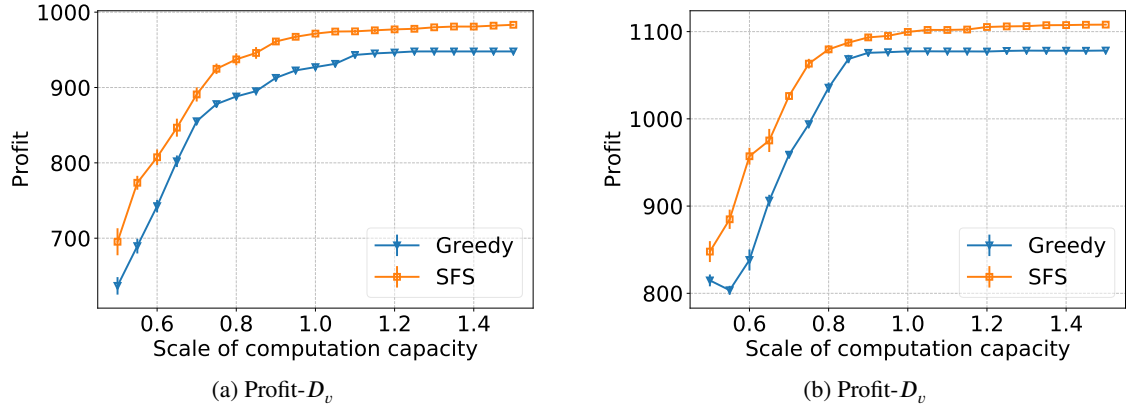 1000
900
800
700
Profit
0.6 0.8 1.0 1.2 1.4
Scale of computation capacity
Greedy
SFS
(a) Profit-D_v
1100
1000
900
800
Profit
0.6 0.8 1.0 1.2 1.4
Scale of computation capacity
Greedy
SFS
(b) Profit-D_v